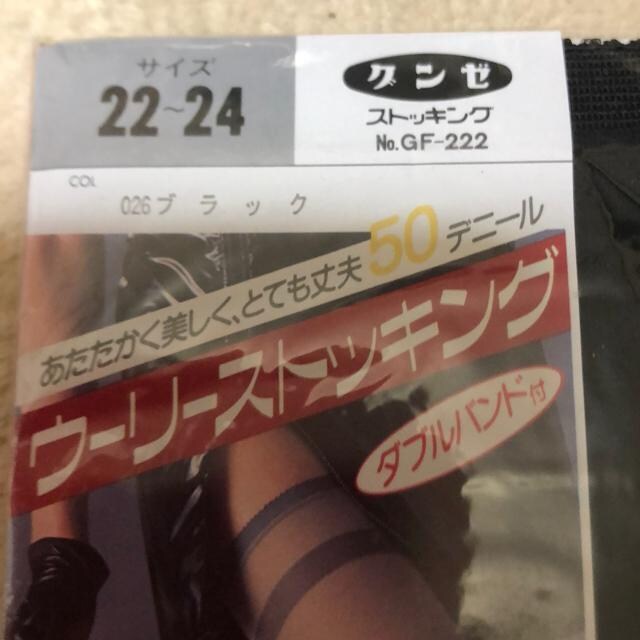 サイズ
22~24
グンゼ
ストッキング
No.GF-222
COL
026ブラック
あたたかく美しく、とても丈夫50デニール
ウーリーストッキング
ダブルバンド付